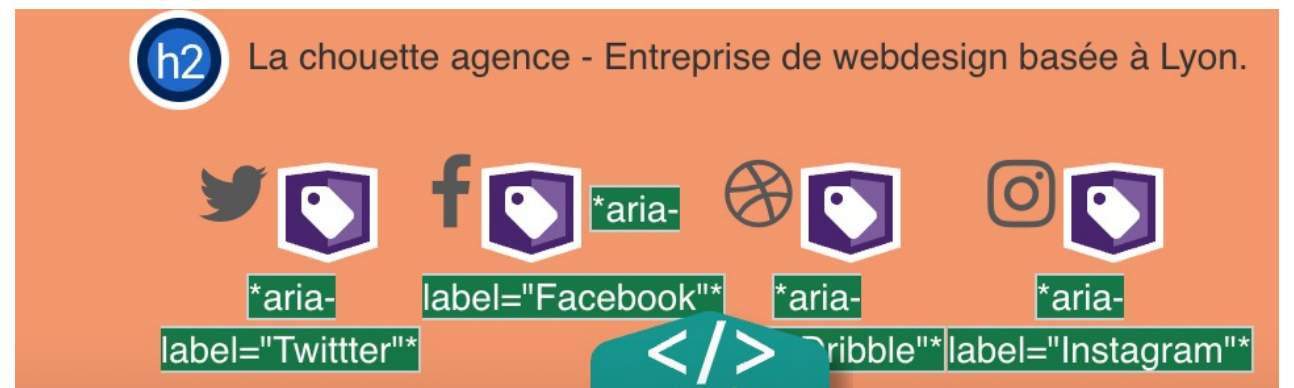 h2 La chouette agence - Entreprise de webdesign basée à Lyon.
*aria-
*aria- label="Facebook"* *aria- *aria-
label="Twittter"* </> ribble"* label="Instagram"*